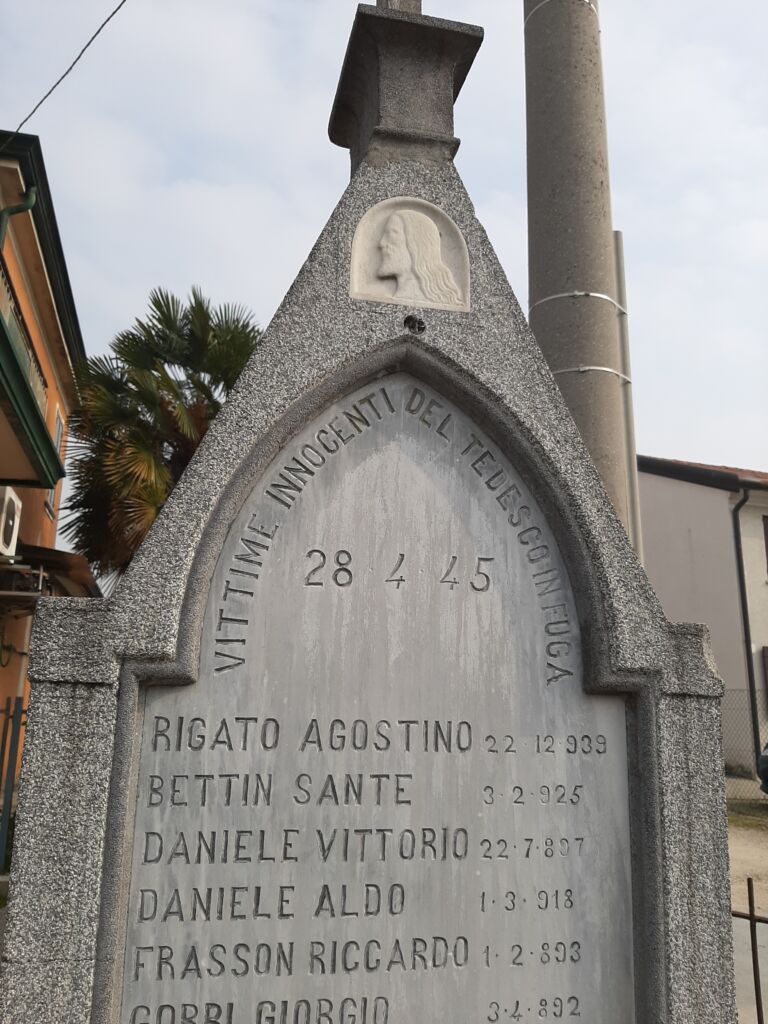 VITTIME INNOCENTI DEL TEDESCO IN FUGA
28 4 45
RIGATO AGOSTINO 22·12·939
BETTIN SANTE 3·2·925
DANIELE VITTORIO 22·7·897
DANIELE ALDO 1·3·918
FRASSON RICCARDO 1·2·893
GORBI GIORGIO 3·4·892